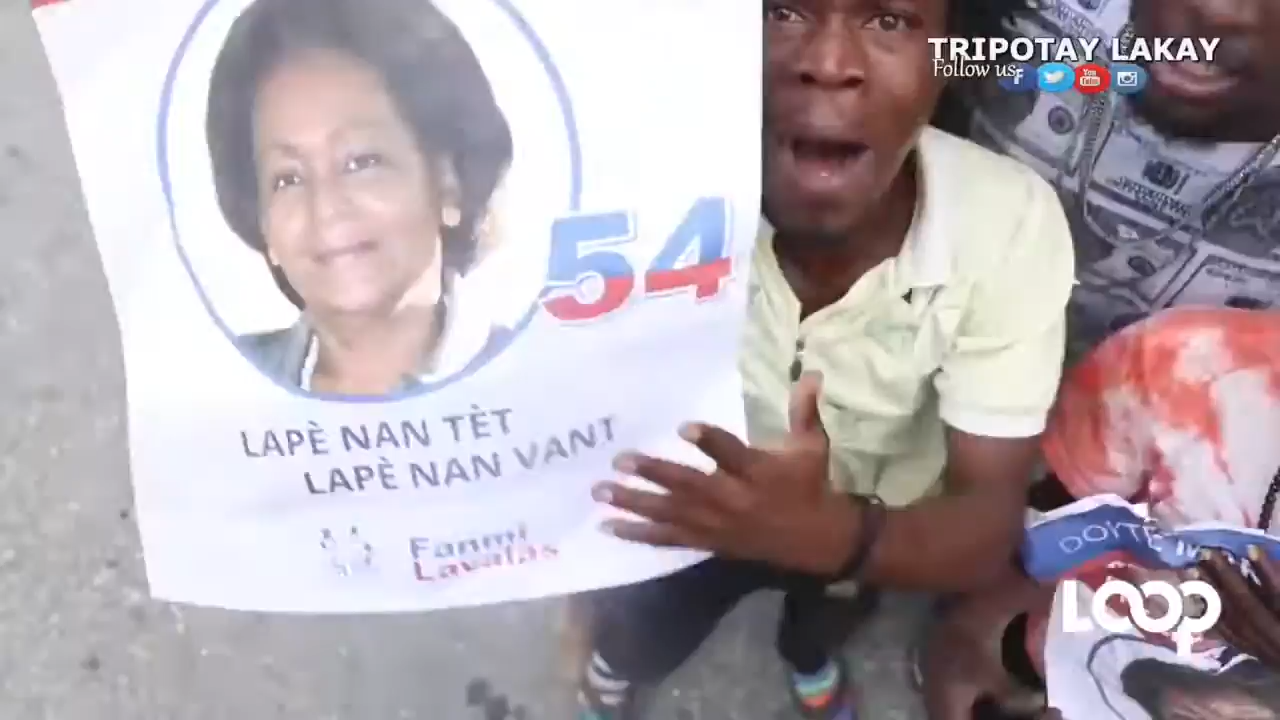 TRIPOTAY LAKAY
Follow us
54
LAPÈ NAN TÈT
LAPÈ NAN VANT
Fanmi
Lavalas
LOOP